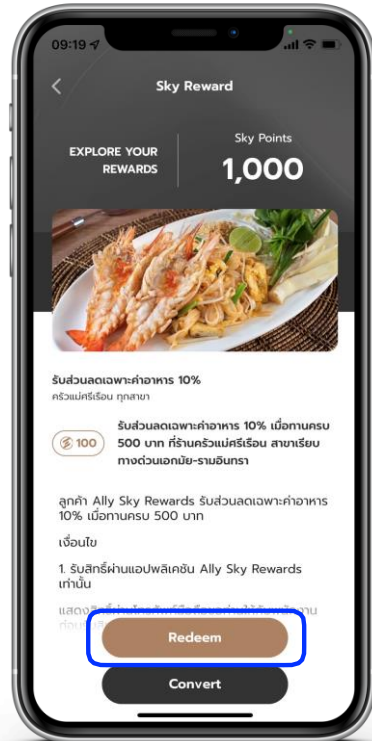 09:19
Sky Reward
EXPLORE YOUR
REWARDS
Sky Points
1,000
รับส่วนลดเฉพาะค่าอาหาร 10%
ครัวแม่ศรีเรือน ทุกสาขา
100
รับส่วนลดเฉพาะค่าอาหาร 10% เมื่อทานครบ
500 บาท ที่ร้านครัวแม่ศรีเรือน สาขาเรียบ
ทางด่วนเอกมัย-รามอินทรา
ลูกค้า Ally Sky Rewards รับส่วนลดเฉพาะค่าอาหาร
10% เมื่อทานครบ 500 บาท
เงื่อนไข
1. รับสิทธิ์ผ่านแอปพลิเคชัน Ally Sky Rewards
เท่านั้น
Redeem
Convert